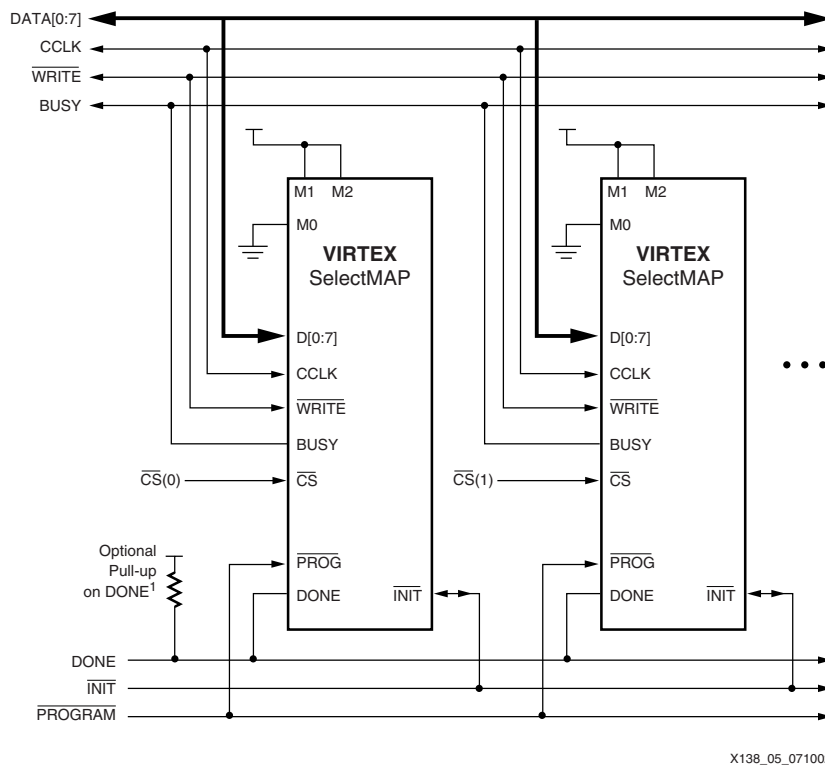 DATA[0:7]
CCLK
WRITE
BUSY
M1 M2
M0
VIRTEX
SelectMAP
D[0:7]
CCLK
WRITE
BUSY
CS(0)
CS
PROG
DONE INIT
M1 M2
M0
VIRTEX
SelectMAP
D[0:7]
CCLK
WRITE
BUSY
CS(1)
CS
PROG
DONE INIT
Optional
Pull-up
on DONE1
DONE
INIT
PROGRAM